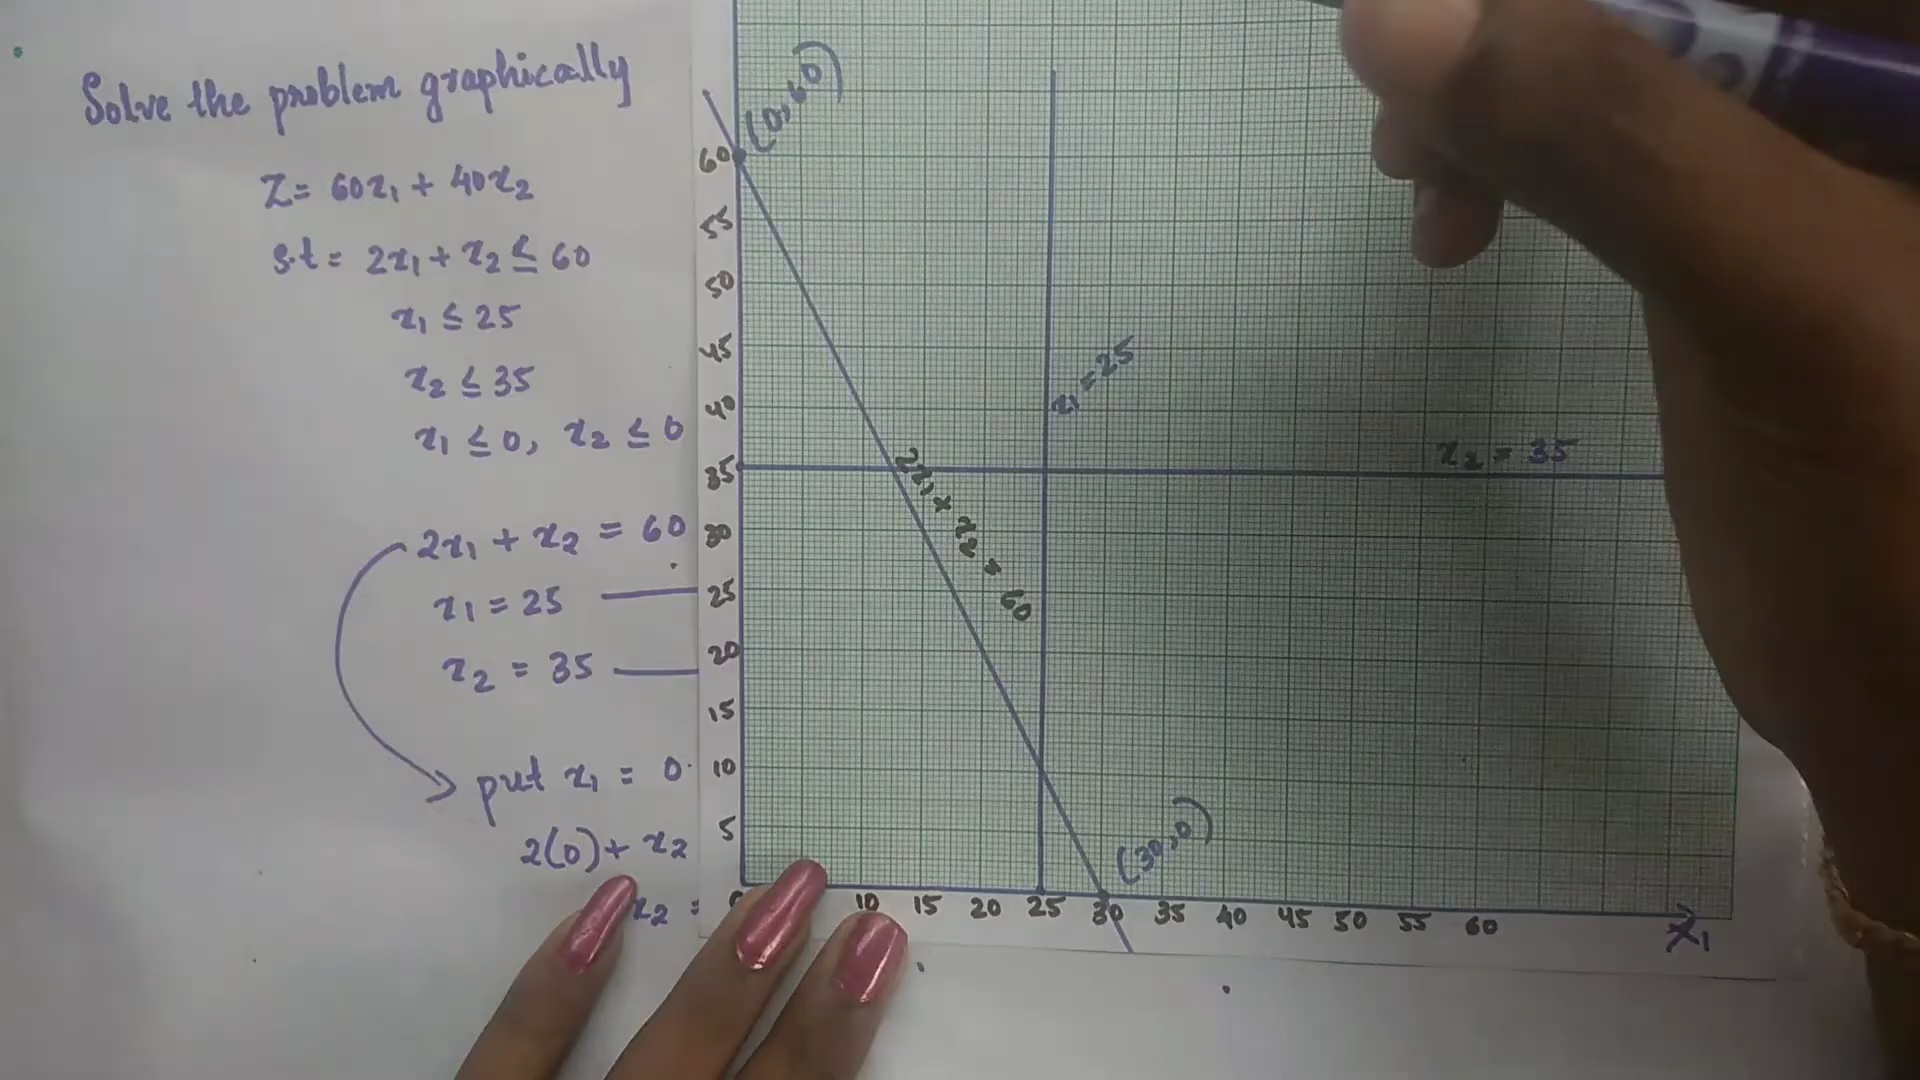 Solve the problem graphically
Z = 60x₁ + 40x₂
s.t = 2x₁ + x₂ ≤ 60
x₁ ≤ 25
x₂ ≤ 35
x₁ ≤ 0, x₂ ≤ 0
2x₁ + x₂ = 60
x₁ = 25
x₂ = 35
put x₁ = 0
2(0) + x₂
x₂ =
(0,60)
60
55
50
45
40
35
30
25
20
15
10
5
x₁ = 25
x₂ = 35
2x₁ + x₂ = 60
(30,0)
10 15 20 25 30 35 40 45 50 55 60
X₁